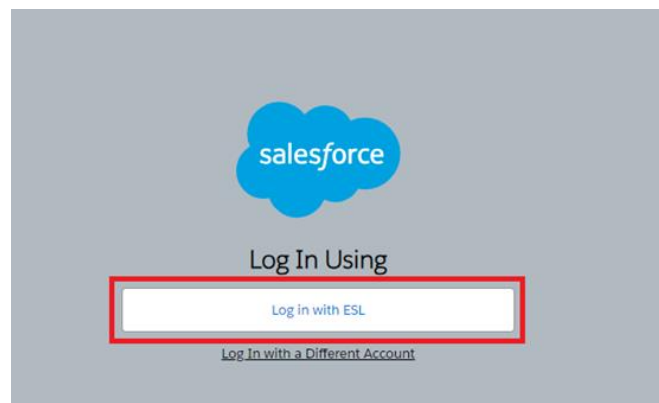 salesforce
Log In Using
Log in with ESL
Log In with a Different Account